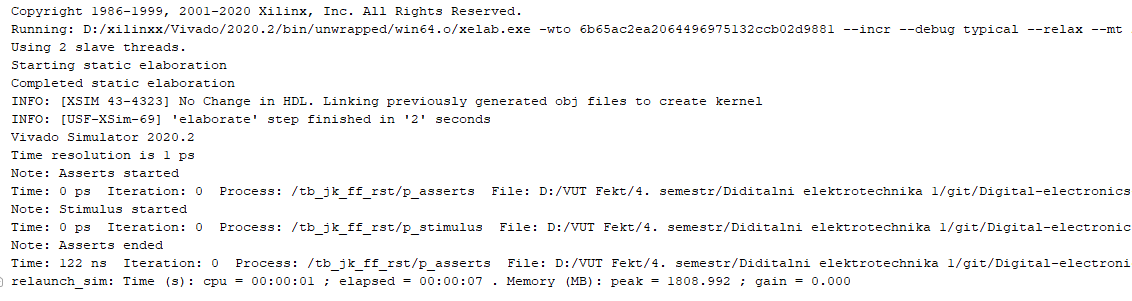 Copyright 1986-1999, 2001-2020 Xilinx, Inc. All Rights Reserved.
Running: D:/xilinxx/Vivado/2020.2/bin/unwrapped/win64.o/xelab.exe -wto 6b65ac2ea2064496975132ccb02d9881 --incr --debug typical --relax --mt
Using 2 slave threads.
Starting static elaboration
Completed static elaboration
INFO: [XSIM 43-4323] No Change in HDL. Linking previously generated obj files to create kernel
INFO: [USF-XSim-69] 'elaborate' step finished in '2' seconds
Vivado Simulator 2020.2
Time resolution is 1 ps
Note: Asserts started
Time: 0 ps  Iteration: 0  Process: /tb_jk_ff_rst/p_asserts  File: D:/VUT Fekt/4. semestr/Diditalni elektrotechnika 1/git/Digital-electronics
Note: Stimulus started
Time: 0 ps  Iteration: 0  Process: /tb_jk_ff_rst/p_stimulus  File: D:/VUT Fekt/4. semestr/Diditalni elektrotechnika 1/git/Digital-electronic
Note: Asserts ended
Time: 122 ns  Iteration: 0  Process: /tb_jk_ff_rst/p_asserts  File: D:/VUT Fekt/4. semestr/Diditalni elektrotechnika 1/git/Digital-electroni
relaunch_sim: Time (s): cpu = 00:00:01 ; elapsed = 00:00:07 . Memory (MB): peak = 1808.992 ; gain = 0.000